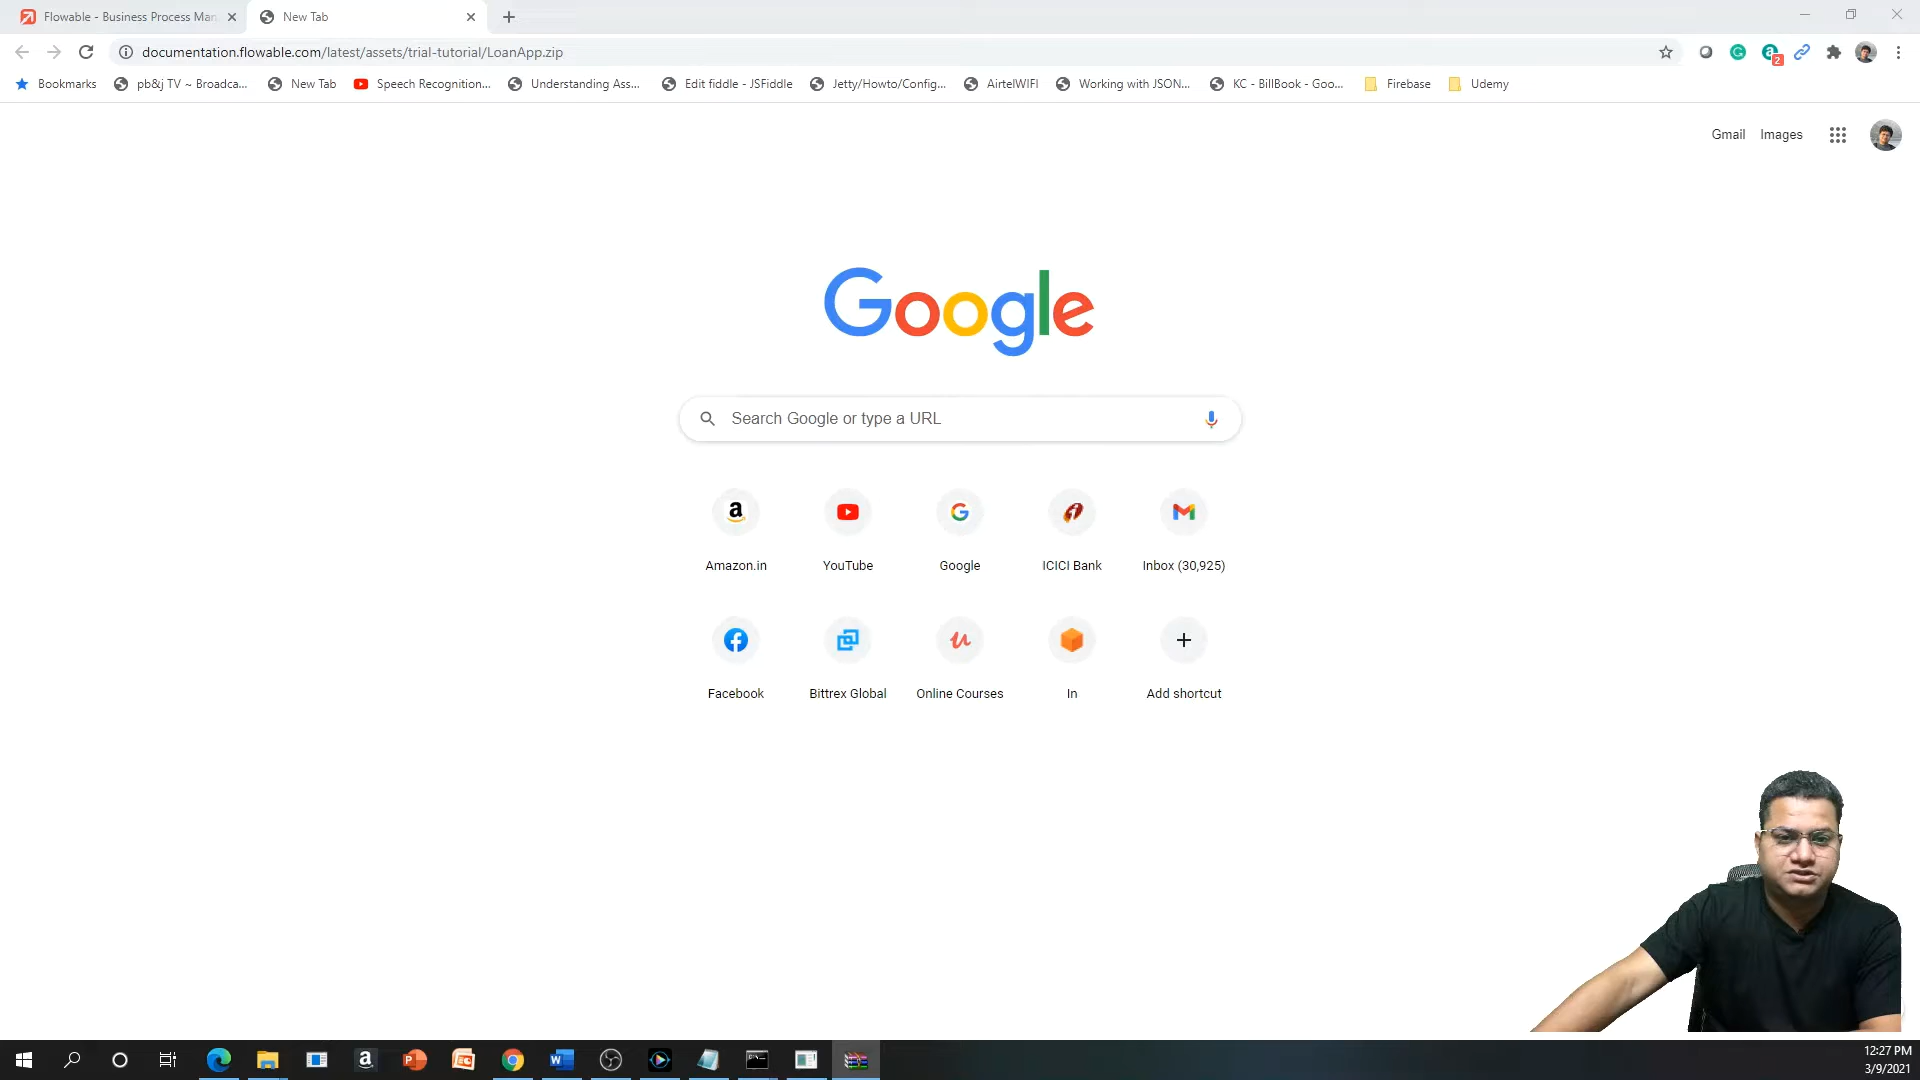 Flowable - Business Process Man
New Tab
documentation.flowable.com/latest/assets/trial-tutorial/LoanApp.zip
2
Bookmarks
pb&j TV ~ Broadca...
New Tab
Speech Recognition...
Understanding Ass...
Edit fiddle - JSFiddle
Jetty/Howto/Config...
AirtelWIFI
Working with JSON...
KC - BillBook - Goo...
Firebase
Udemy
Gmail
Images
Google
Search Google or type a URL
Amazon.in
YouTube
Google
ICICI Bank
Inbox (30,925)
Facebook
Bittrex Global
Online Courses
In
Add shortcut
12:27 PM
3/9/2021